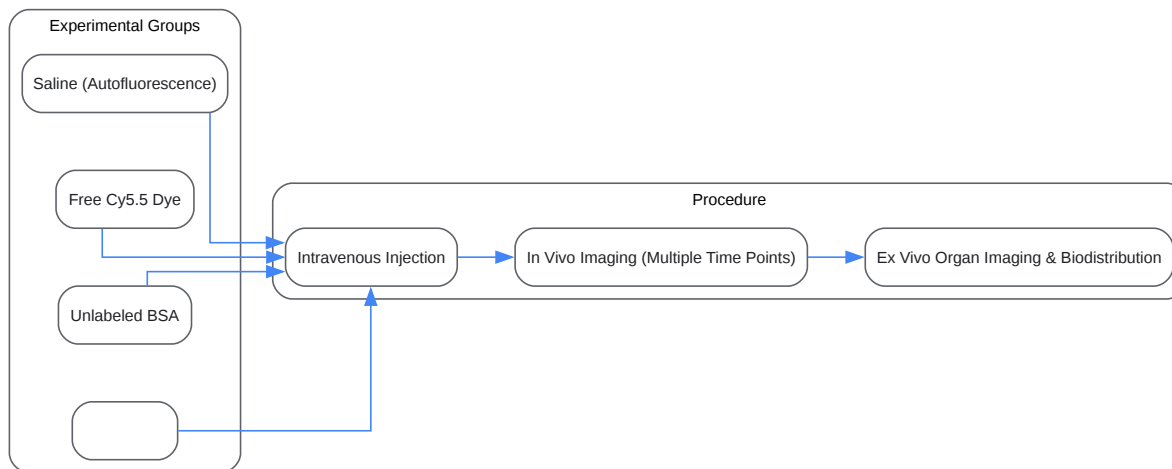 Experimental Groups
Saline (Autofluorescence)
Free Cy5.5 Dye
Unlabeled BSA
Procedure
Intravenous Injection
In Vivo Imaging (Multiple Time Points)
Ex Vivo Organ Imaging & Biodistribution